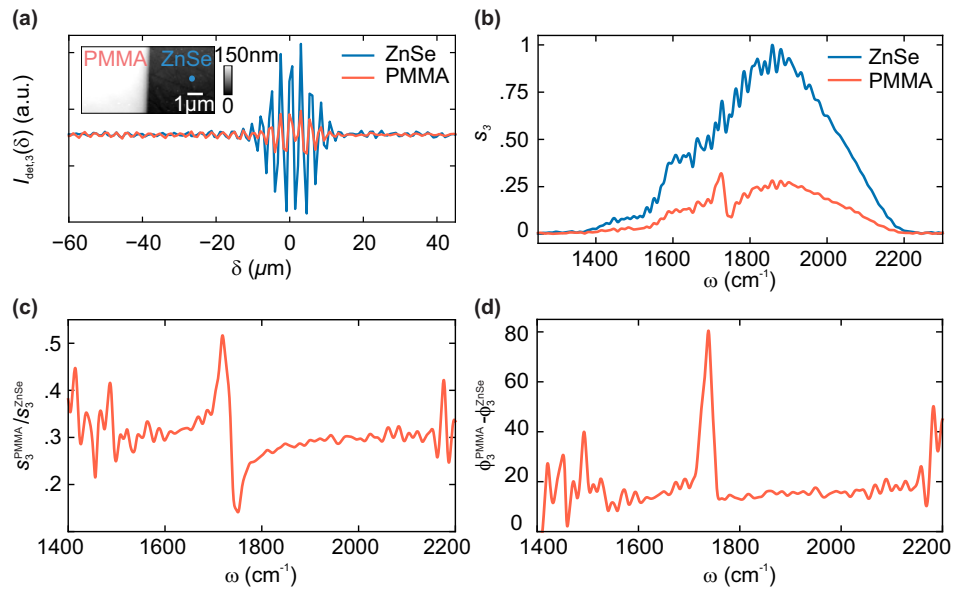 (a)
PMMA ZnSe 150nm
1µm 0
ZnSe
PMMA
I_det,3(δ)) (a.u.)
−60 −40 −20 0 20 40
δ (µm)
(b)
ZnSe
PMMA
1
.75
.50
.25
0
s_3
1400 1600 1800 2000 2200
ω (cm⁻¹)
(c)
.5
.4
.3
.2
s_3^PMMA/s_3^ZnSe
1400 1600 1800 2000 2200
ω (cm⁻¹)
(d)
80
60
40
20
0
ϕ_3^PMMA-ϕ_3^ZnSe
1400 1600 1800 2000 2200
ω (cm⁻¹)